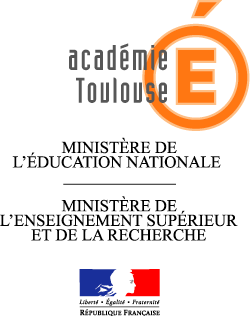 académie
Toulouse
É
MINISTÈRE DE
L'ÉDUCATION NATIONALE
MINISTÈRE DE
L'ENSEIGNEMENT SUPÉRIEUR
ET DE LA RECHERCHE
Liberté • Égalité • Fraternité
RÉPUBLIQUE FRANÇAISE